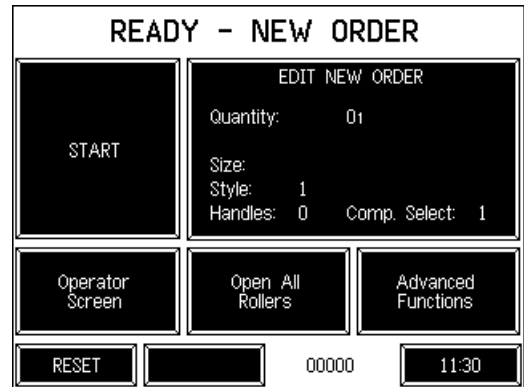 READY - NEW ORDER
EDIT NEW ORDER
Quantity: 01
START
Size:
Style: 1
Handles: 0 Comp. Select: 1
Operator
Screen
Open All
Rollers
Advanced
Functions
RESET
00000
11:30